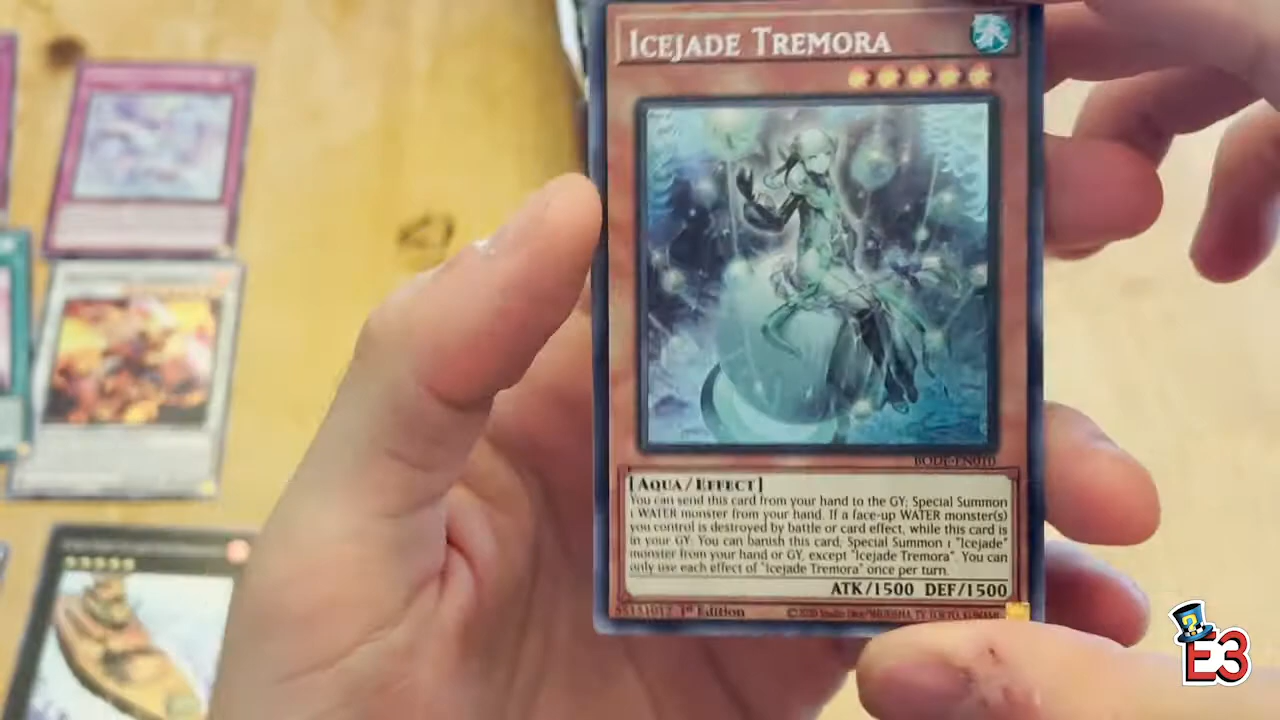 ICEJADE TREMORA
BODE-EN010
[AQUA/EFFECT]
You can send this card from your hand to the GY; Special Summon
1 WATER monster from your hand. If a face-up WATER monster(s)
you control is destroyed by battle or card effect, while this card is
in your GY: You can banish this card; Special Summon 1 "Icejade"
monster from your hand or GY, except "Icejade Tremora". You can
only use each effect of "Icejade Tremora" once per turn.
ATK/1500 DEF/1500
1st Edition
?
E3